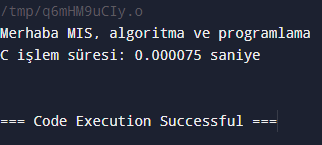 /tmp/q6mHM9uCIy.o
Merhaba MIS, algoritma ve programlama
C işlem süresi: 0.000075 saniye
=== Code Execution Successful ===